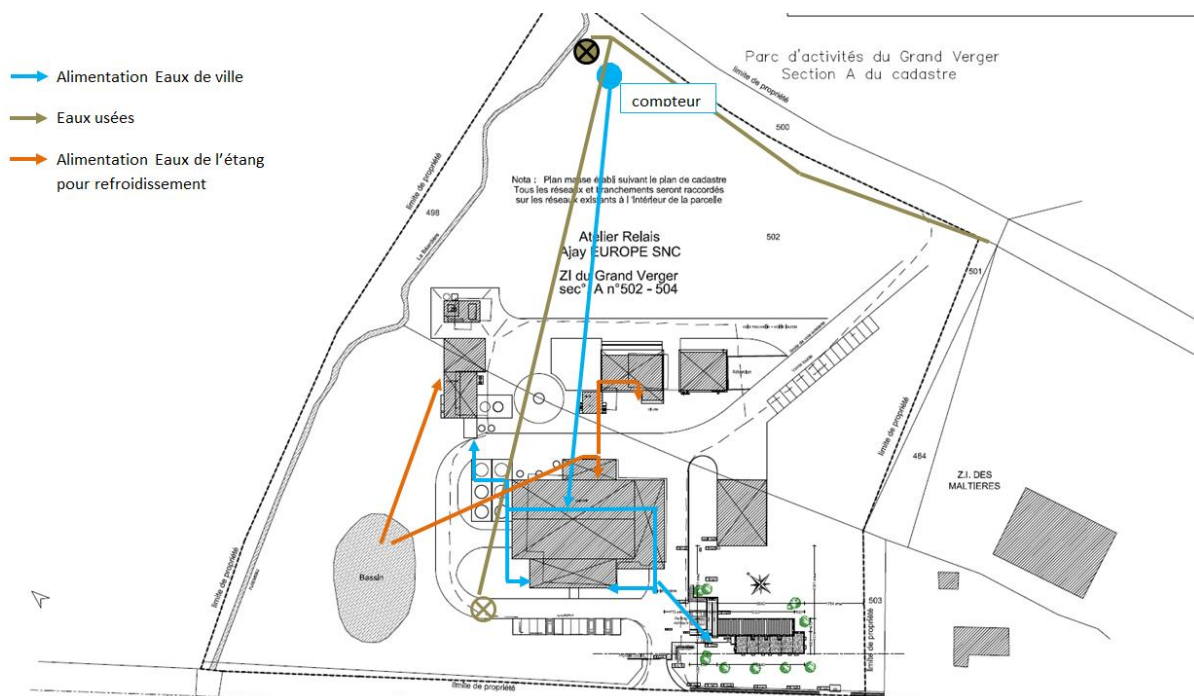 Parc d'activités du Grand Verger
Section A du cadastre
Alimentation Eaux de ville
Eaux usées
Alimentation Eaux de l'étang
pour refroidissement
compteur
limite de propriété
500
Nota : Plan masse établi suivant le plan de cadastre
Tous les réseaux et branchements seront raccordés
sur les réseaux existants à l'intérieur de la parcelle
limite de propriété
498
502
Atelier Relais
Ajay EUROPE SNC
ZI du Grand Verger
sec° A n°502 - 504
501
limite de propriété
484
Z.I. DES
MALTIERES
Bassin
limite de propriété
503
limite de propriété
limite de propriété